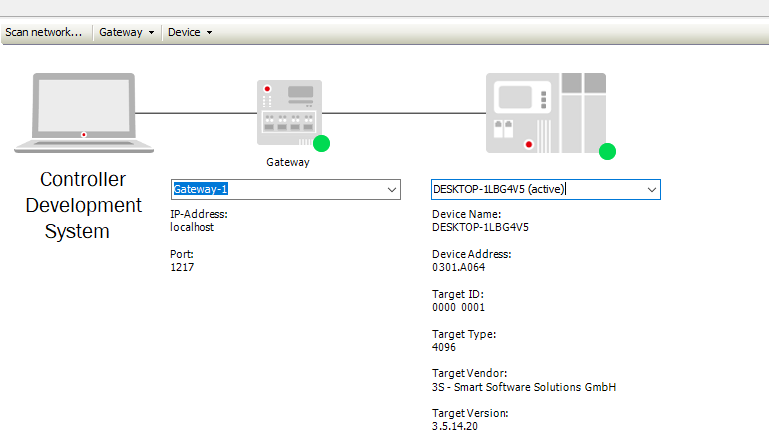 Scan network... Gateway Device
Controller
Development
System
Gateway
Gateway-1
IP-Address:
localhost
Port:
1217
DESKTOP-1LBG4V5 (active)
Device Name:
DESKTOP-1LBG4V5
Device Address:
0301.A064
Target ID:
0000 0001
Target Type:
4096
Target Vendor:
3S - Smart Software Solutions GmbH
Target Version:
3.5.14.20